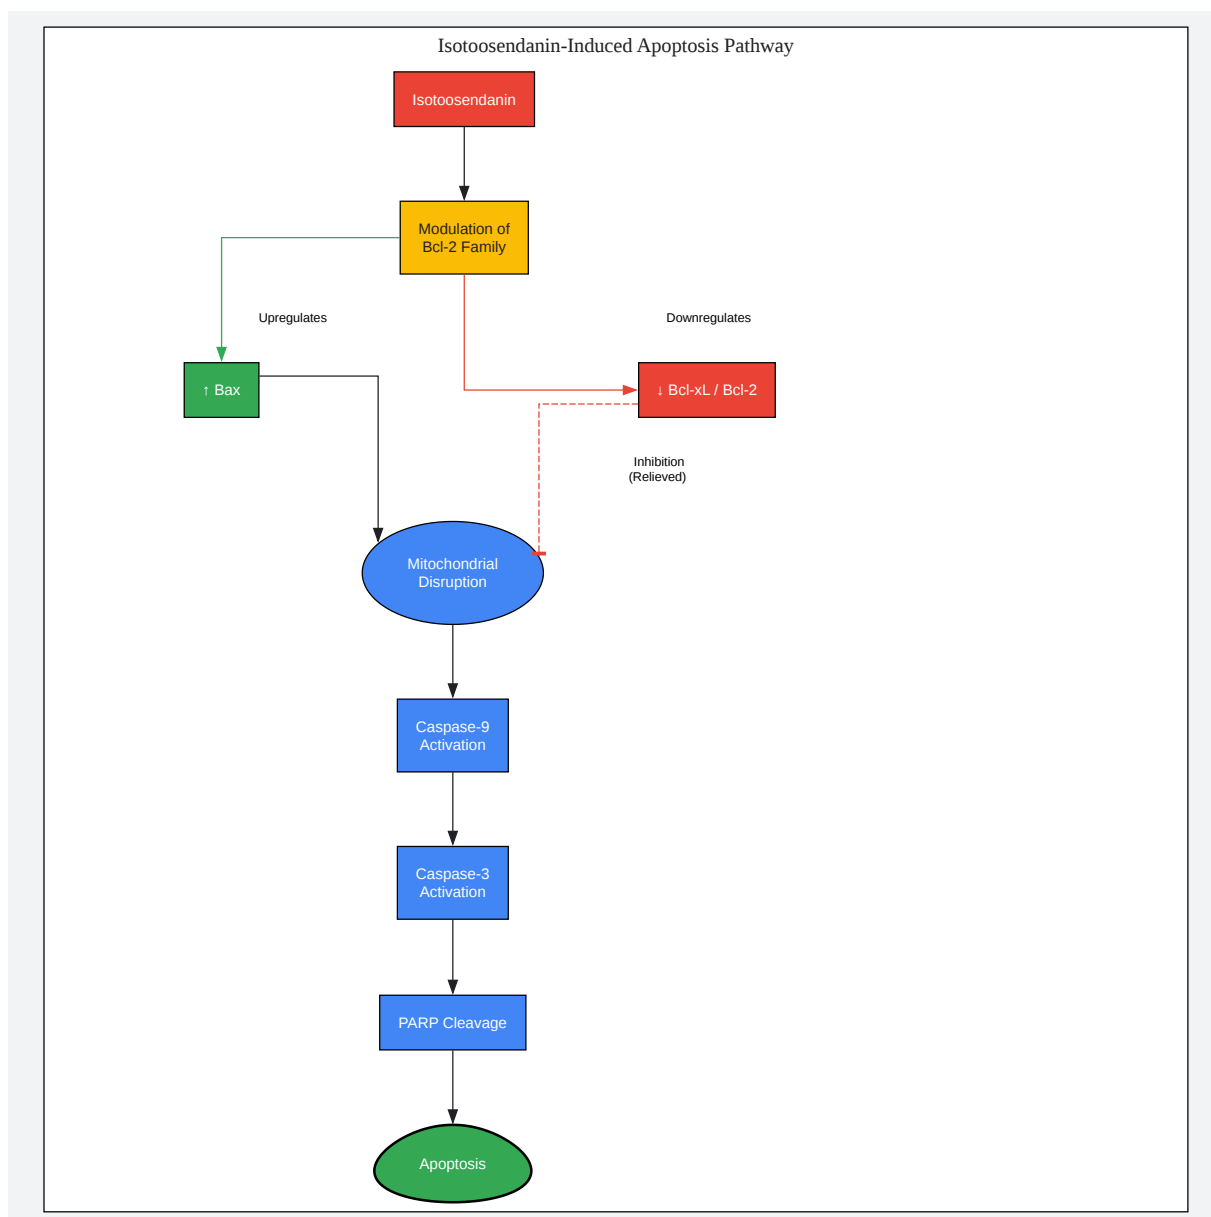 Isotoosendanin-Induced Apoptosis Pathway
Isotoosendanin
Modulation of
Bcl-2 Family
Upregulates
Downregulates
↑ Bax
↓ Bcl-xL / Bcl-2
Inhibition
(Relieved)
Mitochondrial
Disruption
Caspase-9
Activation
Caspase-3
Activation
PARP Cleavage
Apoptosis